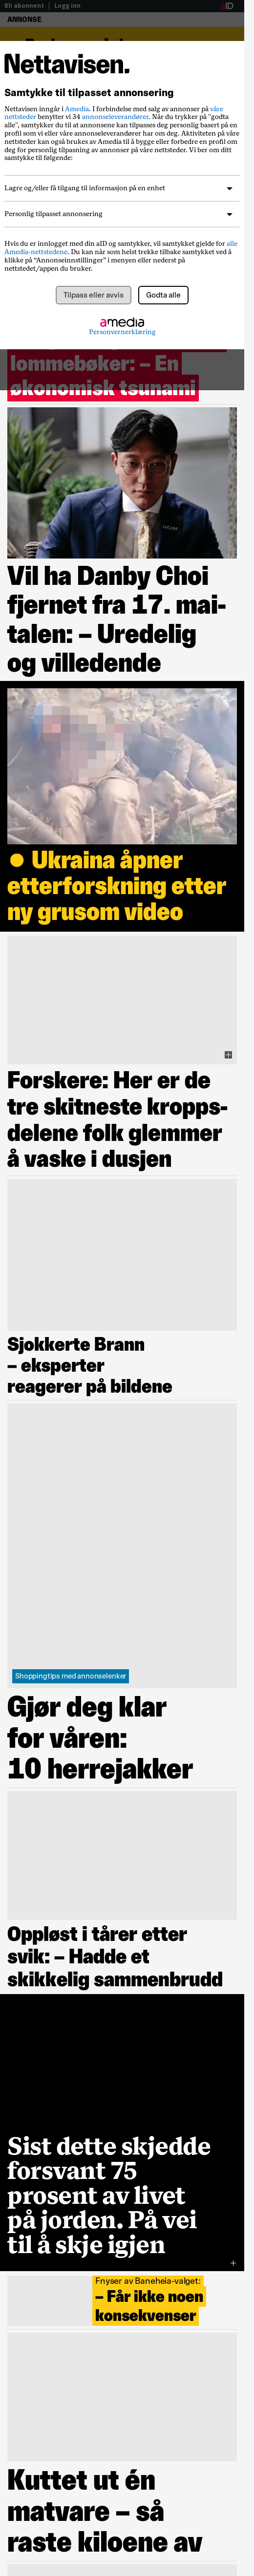 Bli abonnent | Logg inn
aID
ANNONSE
Nettavisen.
Samtykke til tilpasset annonsering
Nettavisen inngår i Amedia. I forbindelse med salg av annonser på våre
nettsteder benytter vi 34 annonseleverandører. Når du trykker på "godta
alle", samtykker du til at annonsene kan tilpasses deg personlig basert på en
profil som vi eller våre annonseleverandører har om deg. Aktiviteten på våre
nettsteder kan også brukes av Amedia til å bygge eller forbedre en profil om
deg for personlig tilpasning av annonser på våre nettsteder. Vi ber om ditt
samtykke til følgende:
Lagre og/eller få tilgang til informasjon på en enhet
Personlig tilpasset annonsering
Hvis du er innlogget med din aID og samtykker, vil samtykket gjelde for alle
Amedia-nettstedene. Du kan når som helst trekke tilbake samtykket ved å
klikke på “Annonseinnstillinger” i menyen eller nederst på
nettstedet/appen du bruker.
Tilpass eller avvis
Godta alle
amedia
Personvernerklæring
lommebøker: – En
økonomisk tsunami
Vil ha Danby Choi
fjernet fra 17. mai-
talen: – Uredelig
og villedende
Ukraina åpner
etterforskning etter
ny grusom video
Forskere: Her er de
tre skitneste kropps-
delene folk glemmer
å vaske i dusjen
Sjokkerte Brann
– eksperter
reagerer på bildene
Shoppingtips med annonselenker
Gjør deg klar
for våren:
10 herrejakker
Oppløst i tårer etter
svik: – Hadde et
skikkelig sammenbrudd
Sist dette skjedde
forsvant 75
prosent av livet
på jorden. På vei
til å skje igjen
Fnyser av Baneheia-valget:
– Får ikke noen
konsekvenser
Kuttet ut én
matvare – så
raste kiloene av